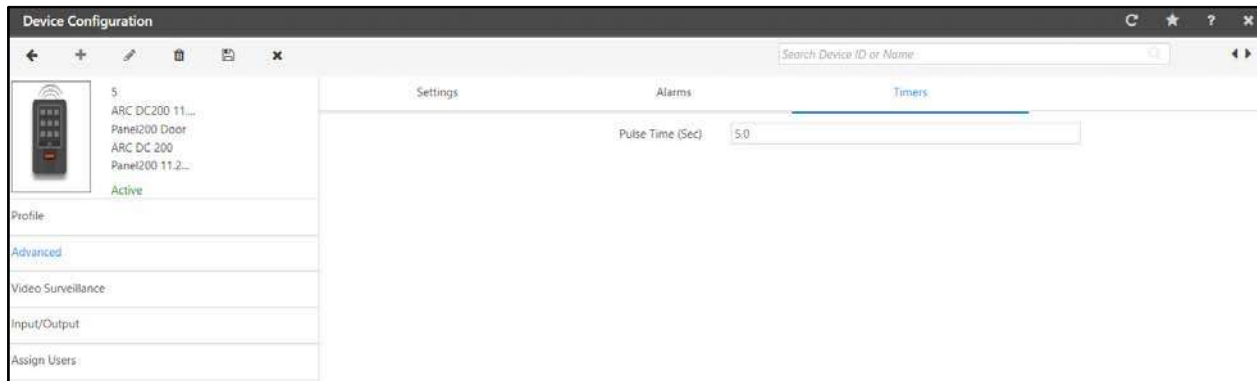 Device Configuration
Search Device ID or Name
5
ARC DC200 11....
Panel200 Door
ARC DC 200
Panel200 11.2...
Active
Settings
Alarms
Timers
Pulse Time (Sec)
5.0
Profile
Advanced
Video Surveillance
Input/Output
Assign Users